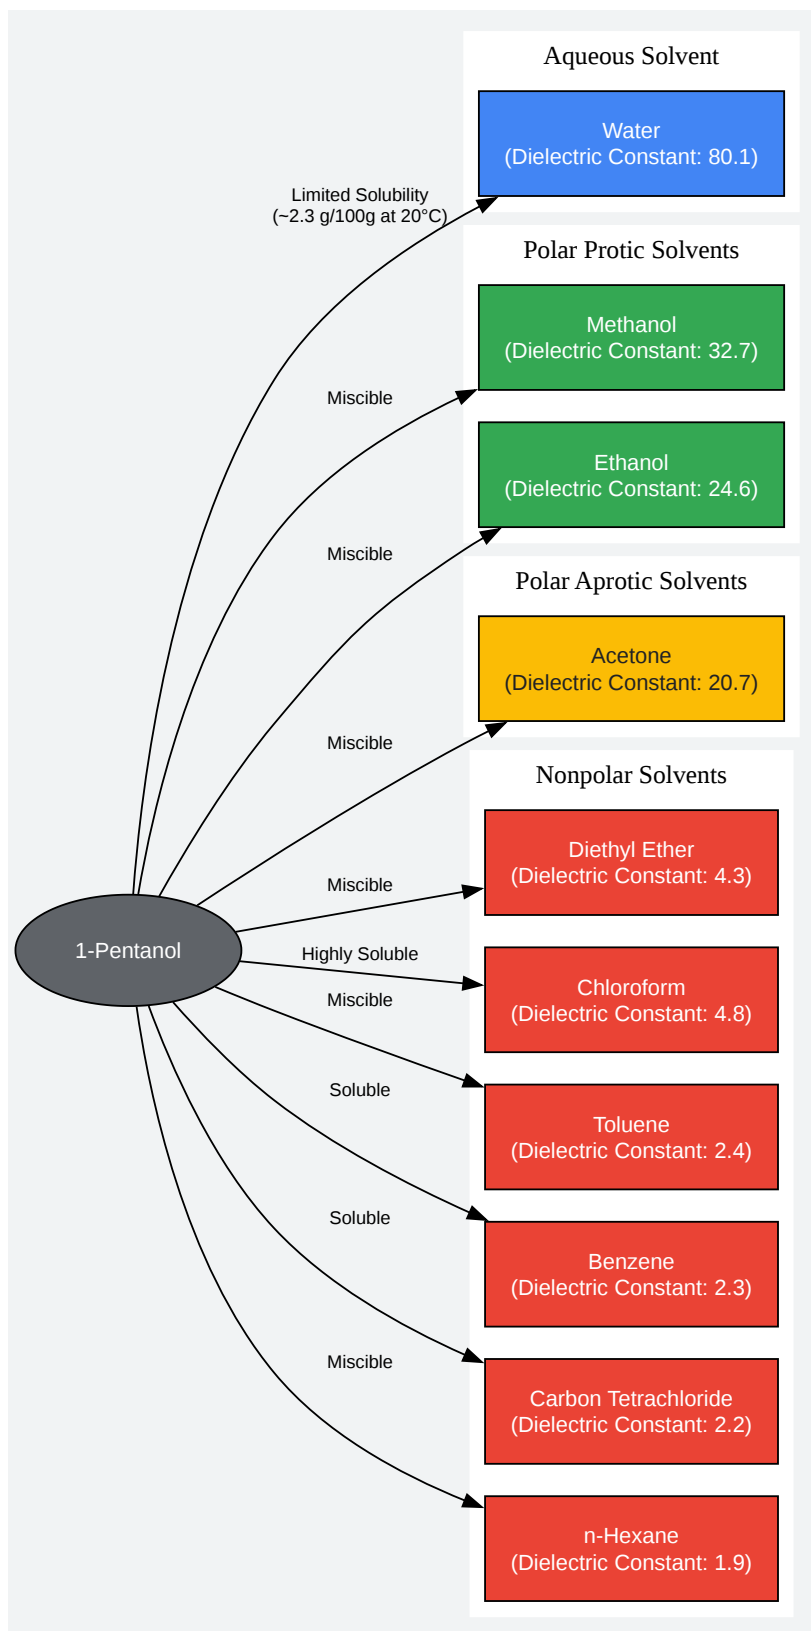 Aqueous Solvent
Water
(Dielectric Constant: 80.1)
Limited Solubility
(~2.3 g/100g at 20°C)
Polar Protic Solvents
Methanol
(Dielectric Constant: 32.7)
Miscible
Ethanol
(Dielectric Constant: 24.6)
Miscible
Polar Aprotic Solvents
Acetone
(Dielectric Constant: 20.7)
Miscible
Nonpolar Solvents
Diethyl Ether
(Dielectric Constant: 4.3)
Miscible
1-Pentanol
Highly Soluble
Chloroform
(Dielectric Constant: 4.8)
Miscible
Toluene
(Dielectric Constant: 2.4)
Soluble
Benzene
(Dielectric Constant: 2.3)
Soluble
Carbon Tetrachloride
(Dielectric Constant: 2.2)
Miscible
n-Hexane
(Dielectric Constant: 1.9)